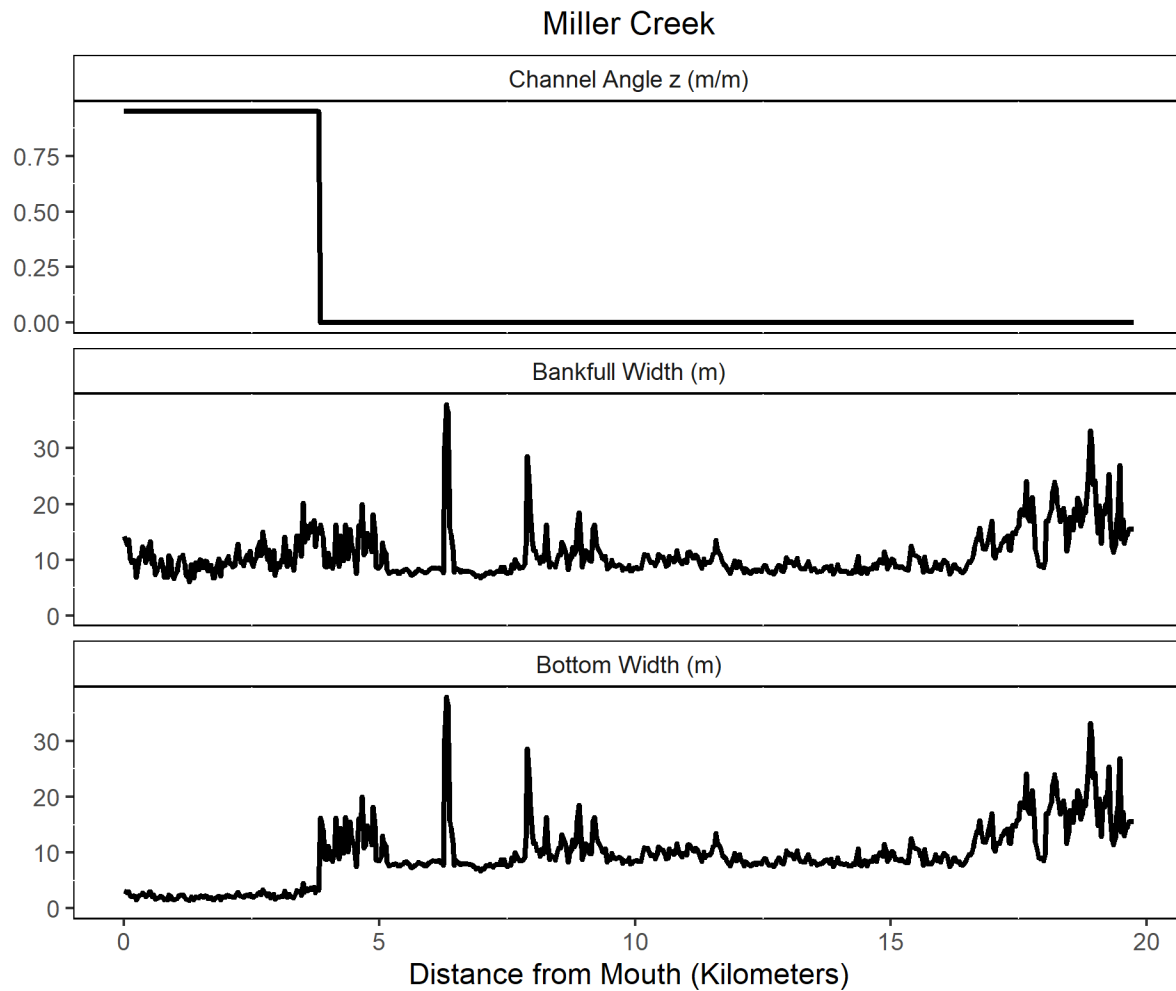 Miller Creek
Channel Angle z (m/m)
0.75
0.50
0.25
0.00
Bankfull Width (m)
30
20
10
0
Bottom Width (m)
30
20
10
0
0 5 10 15 20
Distance from Mouth (Kilometers)